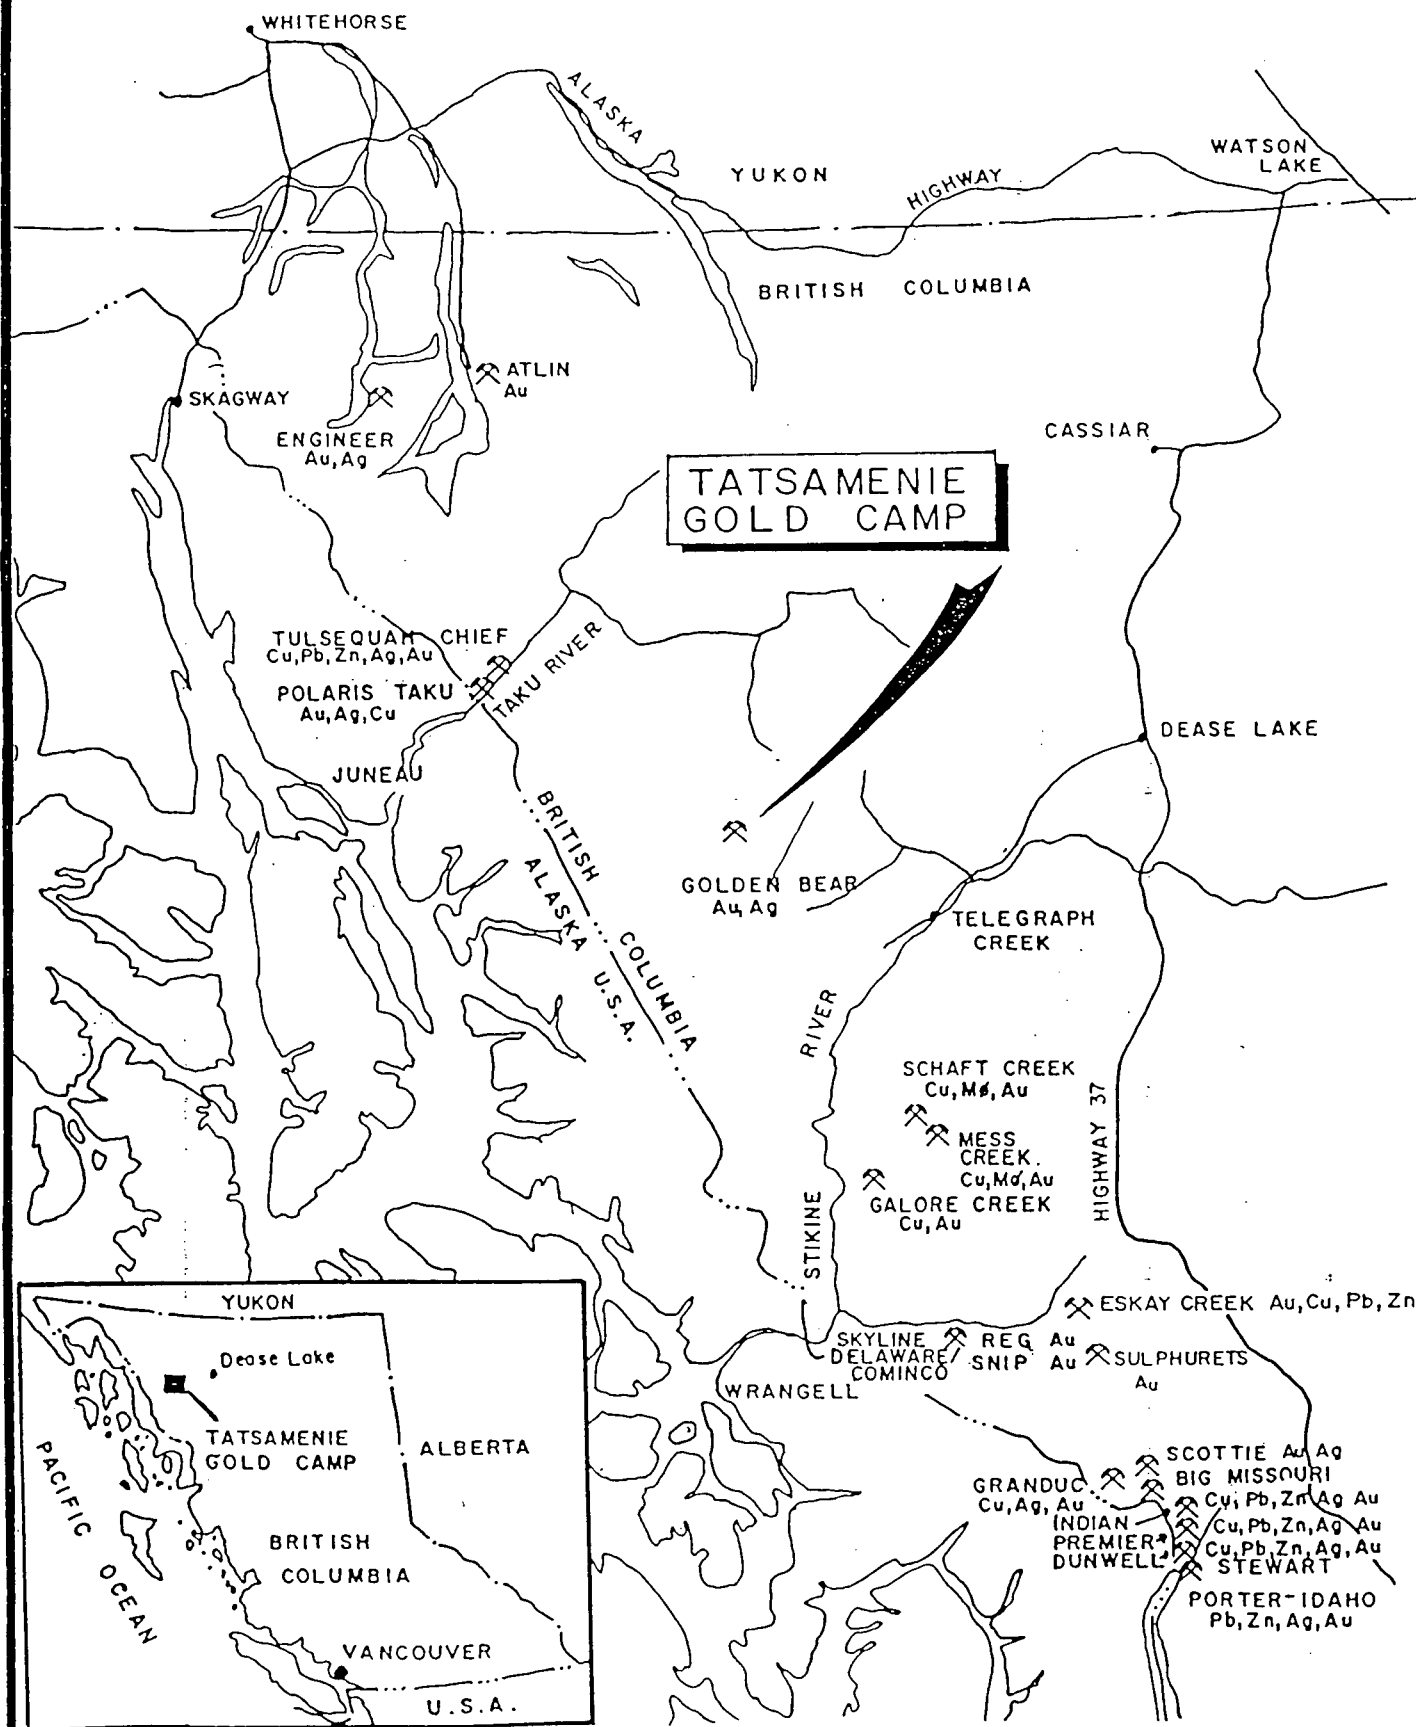 WHITEHORSE
ALASKA
YUKON
HIGHWAY
WATSON
LAKE
BRITISH COLUMBIA
ATLIN
Au
SKAGWAY
ENGINEER
Au, Ag
CASSIAR
TATSAMENIE
GOLD CAMP
TULSEQUAH CHIEF
Cu, Pb, Zn, Ag, Au
POLARIS TAKU
Au, Ag, Cu
TAKU RIVER
JUNEAU
DEASE LAKE
BRITISH COLUMBIA
ALASKA U.S.A.
GOLDEN BEAR
Au, Ag
TELEGRAPH
CREEK
STIKINE RIVER
SCHAFT CREEK
Cu, Mo, Au
MESS
CREEK.
Cu, Mo, Au
GALORE CREEK
Cu, Au
HIGHWAY 37
ESKAY CREEK Au, Cu, Pb, Zn
SKYLINE REG Au
DELAWARE/ SNIP Au
COMINCO
SULPHURETS
Au
WRANGELL
SCOTTIE Au Ag
BIG MISSOURI
GRANDUC
Cu, Ag, Au
Cu, Pb, Zn Ag Au
INDIAN
Cu, Pb, Zn, Ag Au
PREMIER
Cu, Pb, Zn, Ag, Au
DUNWELL
STEWART
PORTER-IDAHO
Pb, Zn, Ag, Au
YUKON
Dease Lake
TATSAMENIE
GOLD CAMP
ALBERTA
PACIFIC OCEAN
BRITISH
COLUMBIA
VANCOUVER
U.S.A.